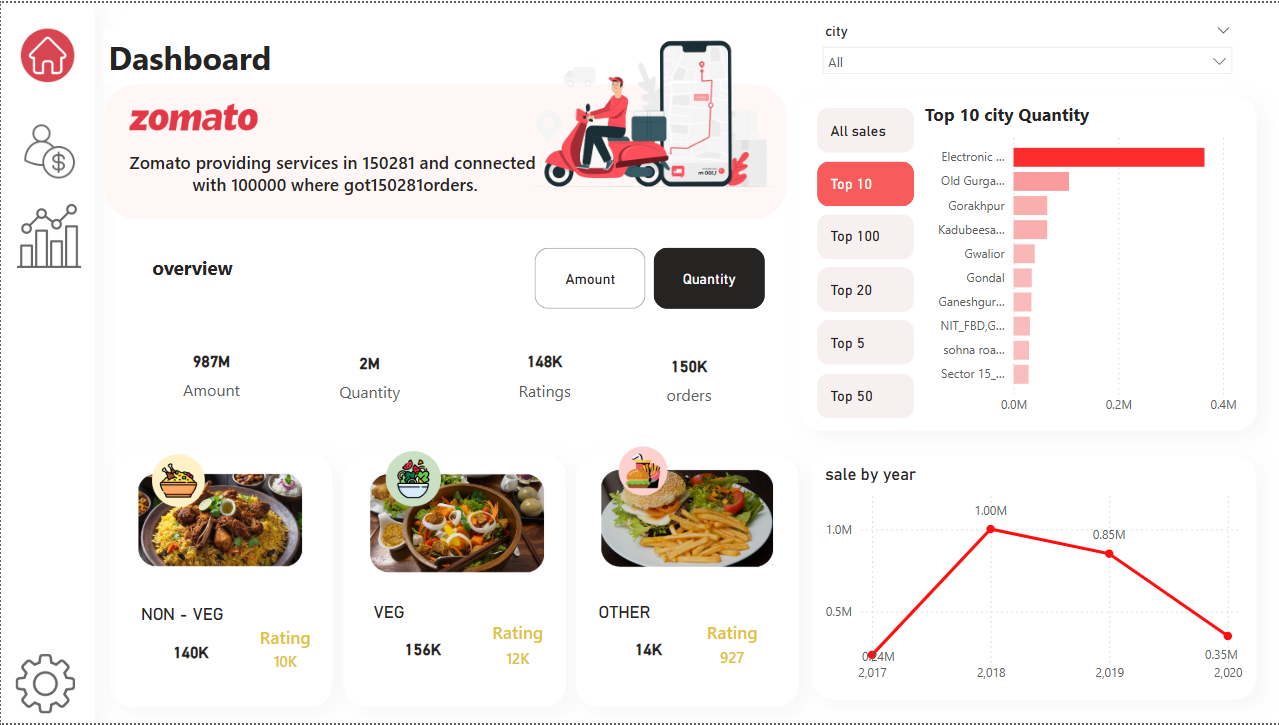 Dashboard
zomato
Zomato providing services in 150281 and connected
with 100000 where got150281orders.
overview
Amount
Quantity
987M
Amount
2M
Quantity
148K
Ratings
150K
orders
NON - VEG
140K
Rating
10K
VEG
156K
Rating
12K
OTHER
14K
Rating
927
city
All
All sales
Top 10
Top 100
Top 20
Top 5
Top 50
Top 10 city Quantity
Electronic ...
Old Gurga...
Gorakhpur
Kadubeesa...
Gwalior
Gondal
Ganeshgur...
NIT_FBD,G...
sohna roa...
Sector 15_...
0.0M 0.2M 0.4M
sale by year
1.0M
0.5M
1.00M
0.85M
0.24M
0.35M
2,017 2,018 2,019 2,020